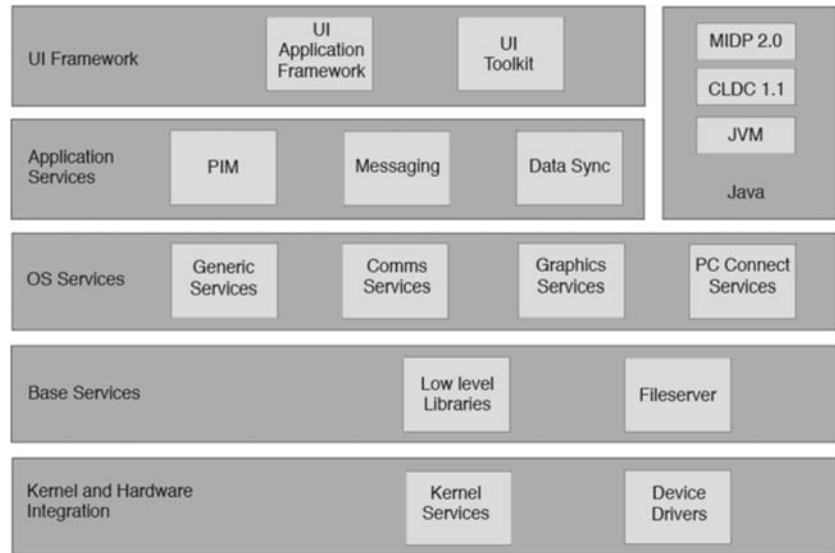 UI Framework
UI
Application
Framework
UI
Toolkit
MIDP 2.0
CLDC 1.1
JVM
Java
Application
Services
PIM
Messaging
Data Sync
OS Services
Generic
Services
Comms
Services
Graphics
Services
PC Connect
Services
Base Services
Low level
Libraries
Fileserver
Kernel and Hardware
Integration
Kernel
Services
Device
Drivers